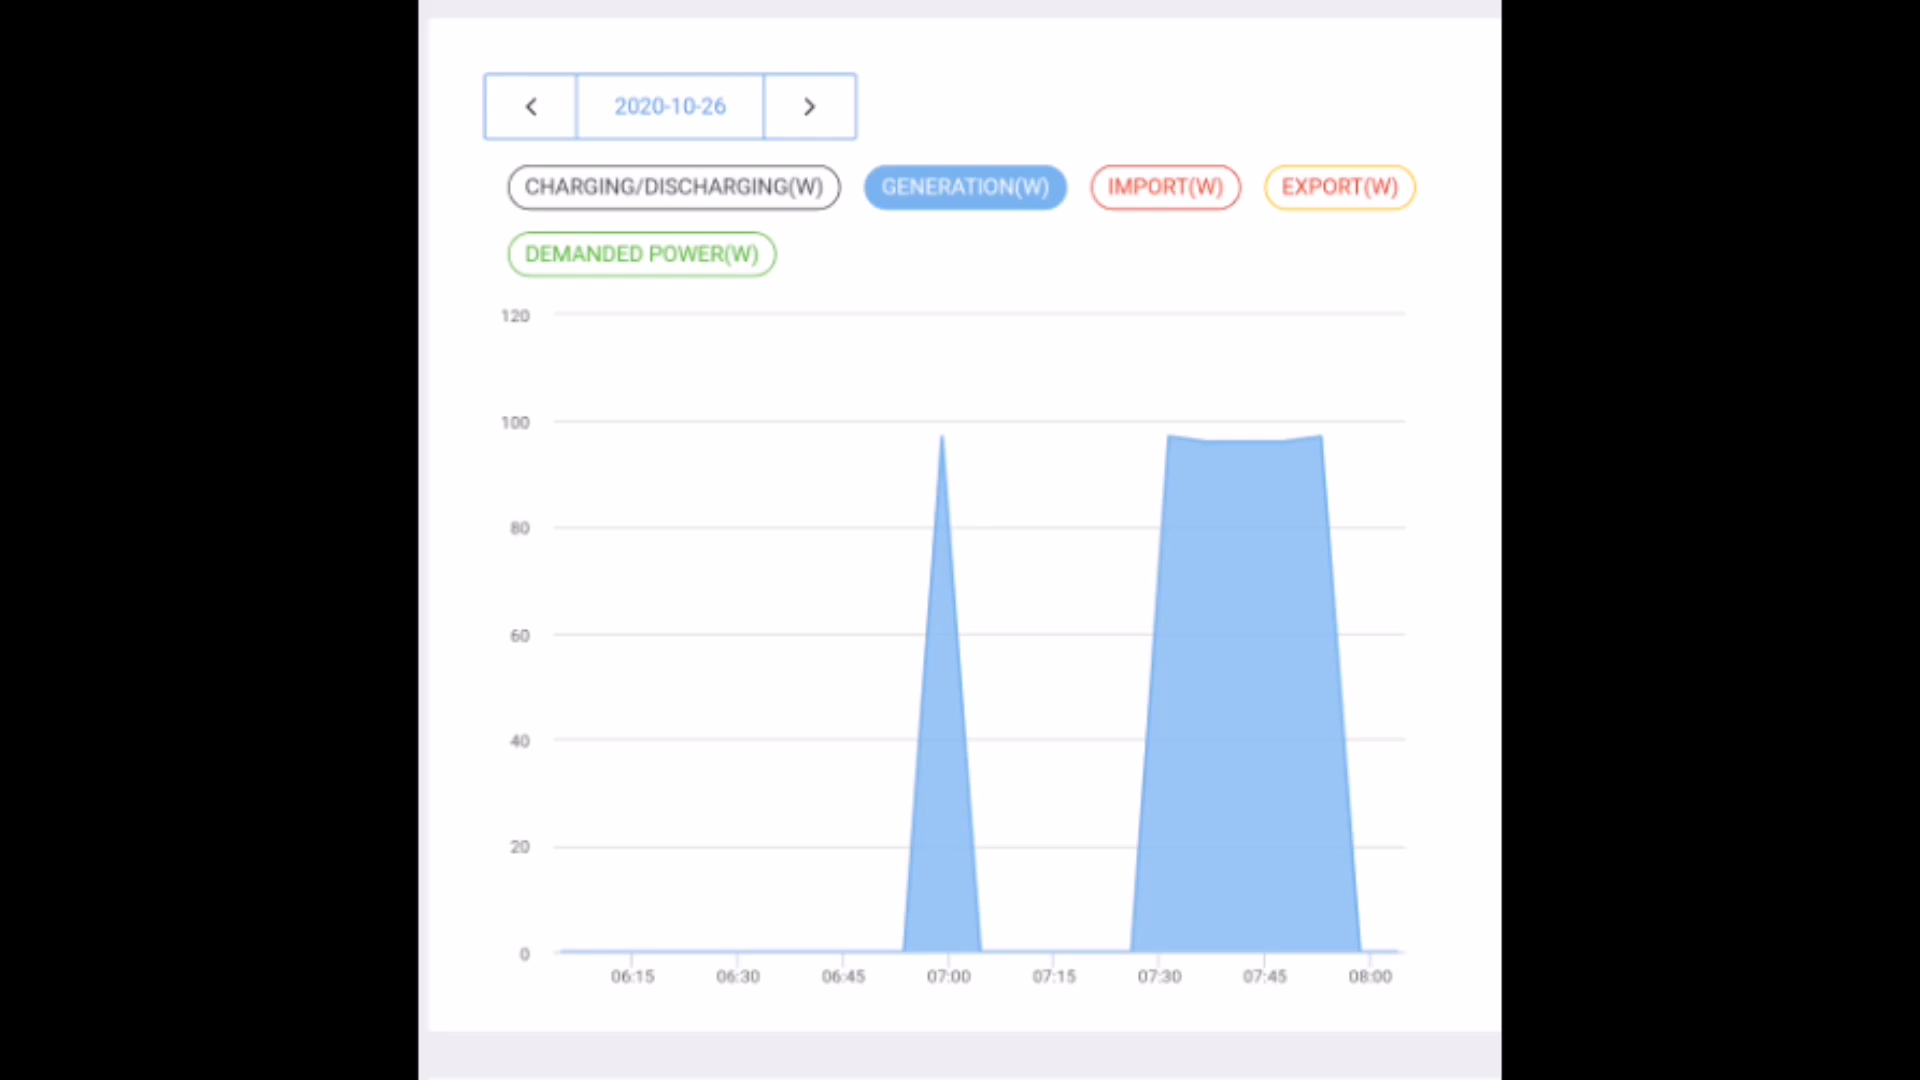 2020-10-26
CHARGING/DISCHARGING(W) GENERATION(W) IMPORT(W) EXPORT(W)
DEMANDED POWER(W)
120
100
80
60
40
20
0
06:15 06:30 06:45 07:00 07:15 07:30 07:45 08:00